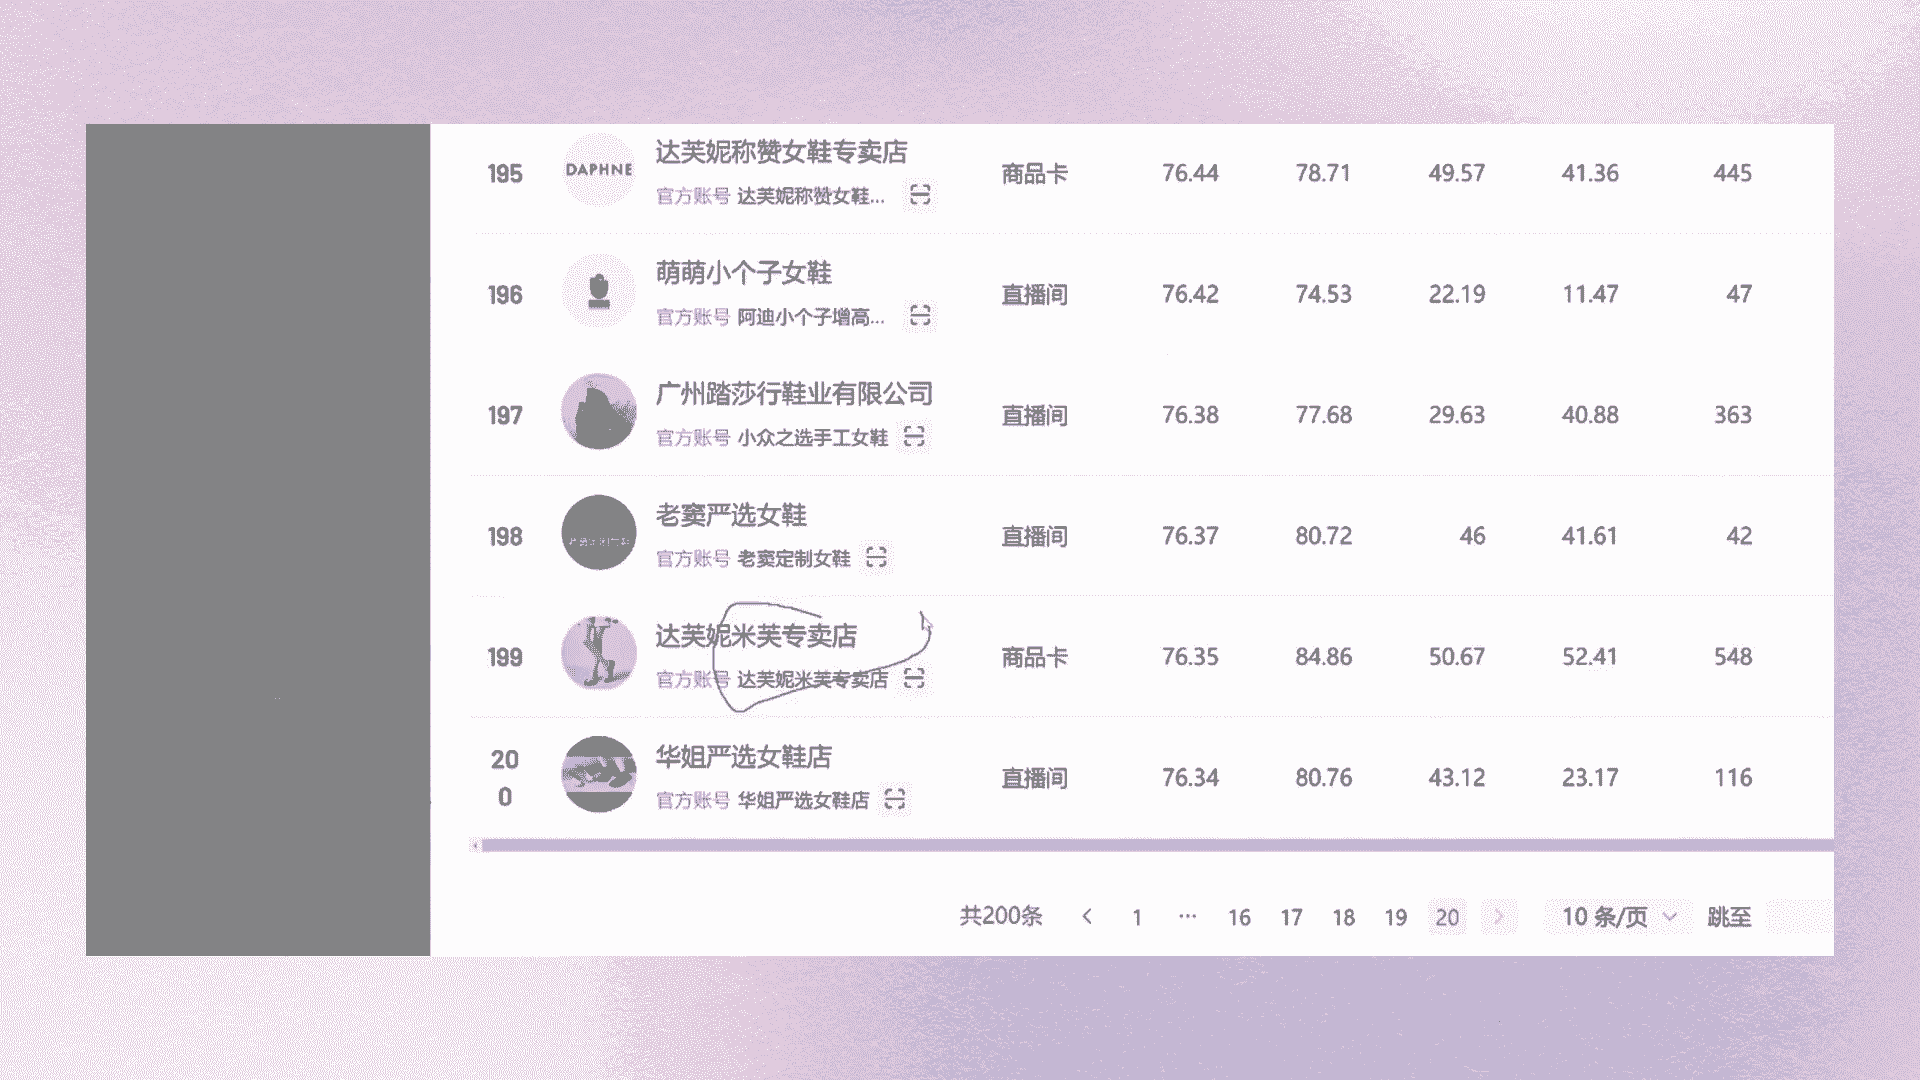 195
DAPHNE
达芙妮称赞女鞋专卖店
官方账号 达芙妮称赞女鞋...
商品卡 76.44 78.71 49.57 41.36 445
196
萌萌小个子女鞋
官方账号 阿迪小个子增高...
直播间 76.42 74.53 22.19 11.47 47
197
广州踏莎行鞋业有限公司
官方账号 小众之选手工女鞋
直播间 76.38 77.68 29.63 40.88 363
198
老窦严选女鞋
官方账号 老窦定制女鞋
直播间 76.37 80.72 46 41.61 42
199
达芙妮米芙专卖店
官方账号 达芙妮米芙专卖店
直播间 76.35 84.86 50.67 52.41 548
20
0
华姐严选女鞋店
官方账号 华姐严选女鞋店
直播间 76.34 80.76 43.12 23.17 116
共200条 < 1 ··· 16 17 18 19 20 > 10 条/页 跳至